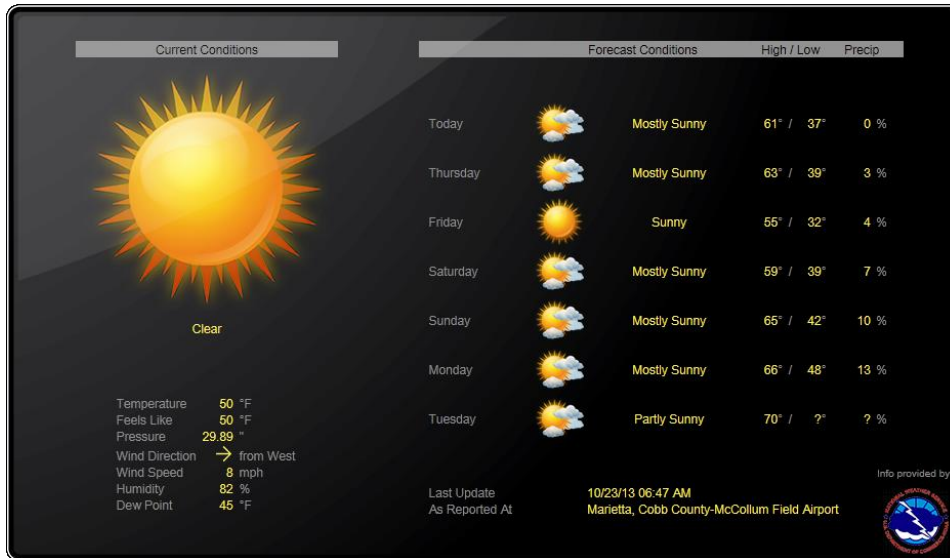 Current Conditions
Clear
Temperature 50 °F
Feels Like 50 °F
Pressure 29.89 "
Wind Direction → from West
Wind Speed 8 mph
Humidity 82 %
Dew Point 45 °F
Forecast Conditions High / Low Precip
Today Mostly Sunny 61° / 37° 0 %
Thursday Mostly Sunny 63° / 39° 3 %
Friday Sunny 55° / 32° 4 %
Saturday Mostly Sunny 59° / 39° 7 %
Sunday Mostly Sunny 65° / 42° 10 %
Monday Mostly Sunny 66° / 48° 13 %
Tuesday Partly Sunny 70° / ?° ? %
Last Update 10/23/13 06:47 AM
As Reported At Marietta, Cobb County-McCollum Field Airport
Info provided by
NATIONAL WEATHER SERVICE